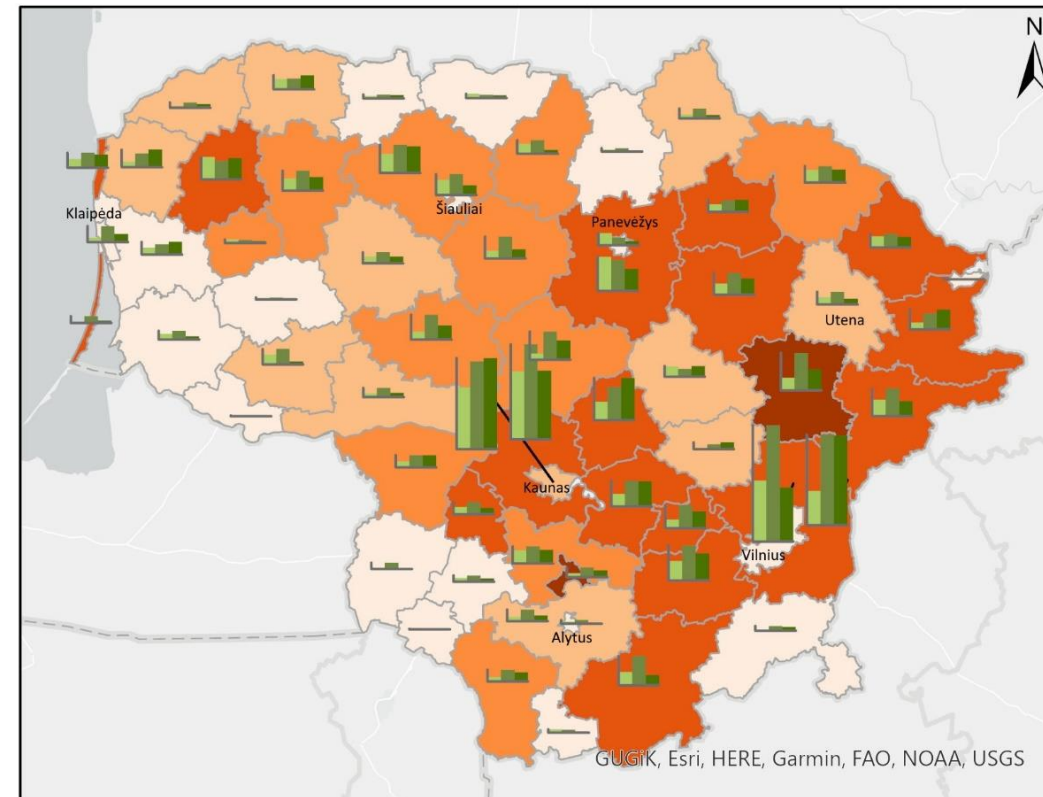 N
Klaipėda
Šiauliai
Panevėžys
Utena
Kaunas
Vilnius
Alytus
GUGiK, Esri, HERE, Garmin, FAO, NOAA, USGS